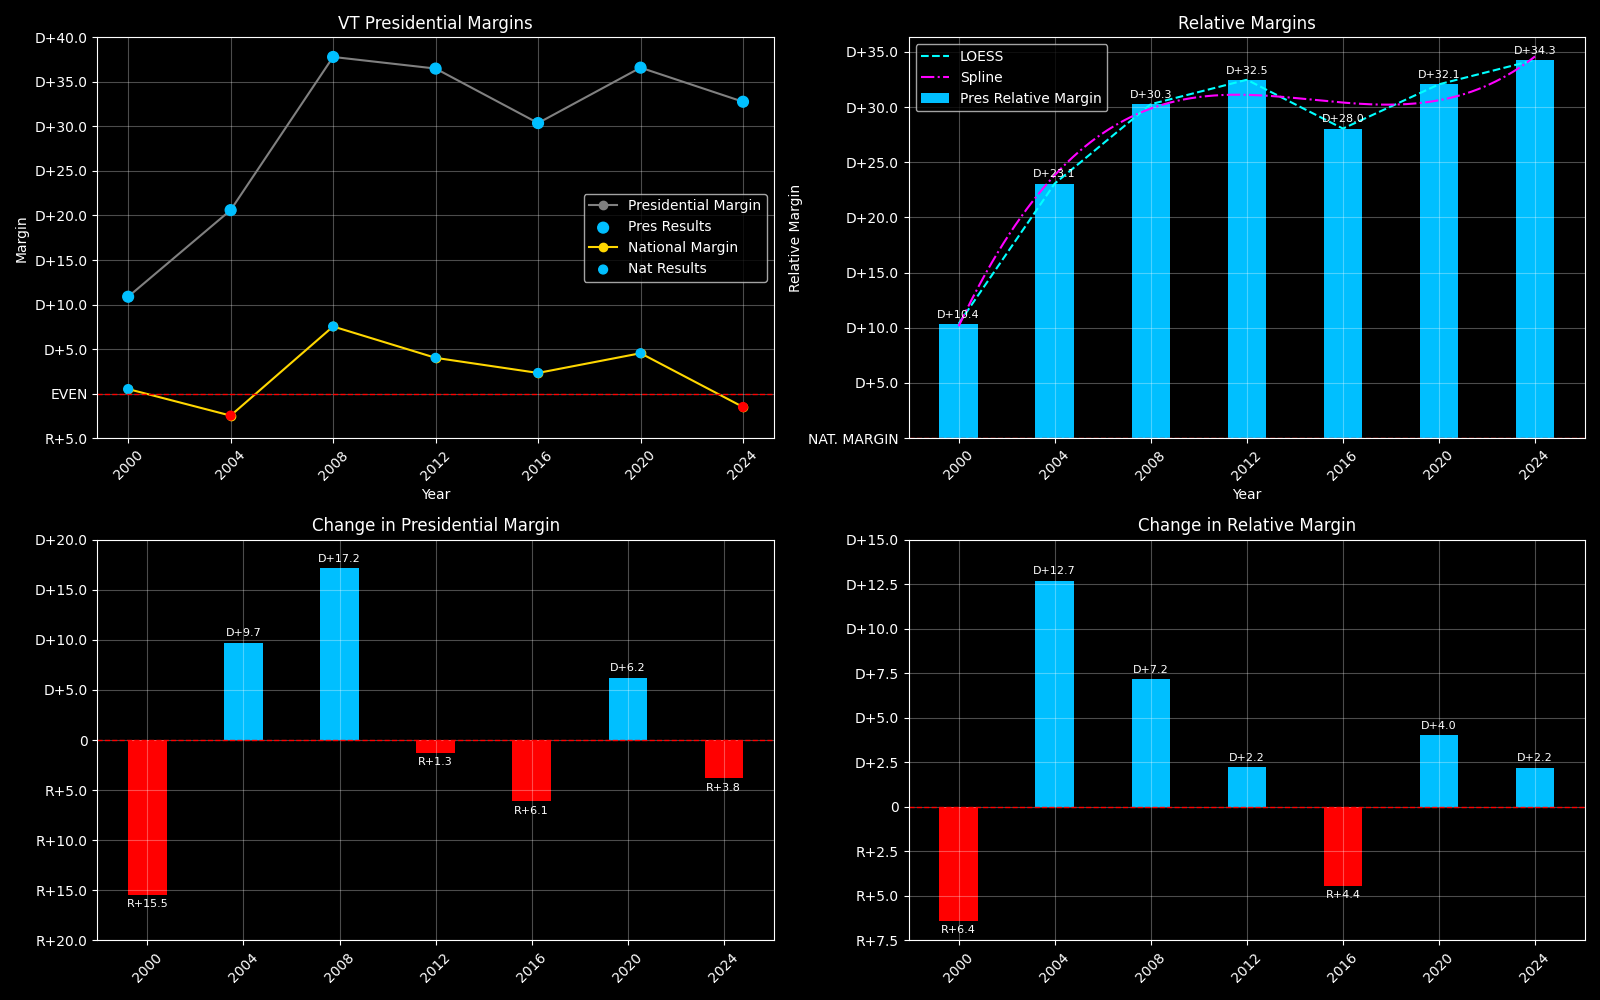 VT Presidential Margins
D+40.0
D+35.0
D+30.0
D+25.0
D+20.0
D+15.0
D+10.0
D+5.0
EVEN
R+5.0
Margin
Presidential Margin
Pres Results
National Margin
Nat Results
2000
2004
2008
2012
2016
2020
2024
Year
Relative Margins
D+35.0
D+30.0
D+25.0
D+20.0
D+15.0
D+10.0
D+5.0
NAT. MARGIN
Relative Margin
LOESS
Spline
Pres Relative Margin
D+10.4
D+23.1
D+30.3
D+32.5
D+28.0
D+32.1
D+34.3
2000
2004
2008
2012
2016
2020
2024
Year
Change in Presidential Margin
D+20.0
D+15.0
D+10.0
D+5.0
0
R+5.0
R+10.0
R+15.0
R+20.0
R+15.5
D+9.7
D+17.2
R+1.3
R+6.1
D+6.2
R+3.8
2000
2004
2008
2012
2016
2020
2024
Change in Relative Margin
D+15.0
D+12.5
D+10.0
D+7.5
D+5.0
D+2.5
0
R+2.5
R+5.0
R+7.5
R+6.4
D+12.7
D+7.2
D+2.2
R+4.4
D+4.0
D+2.2
2000
2004
2008
2012
2016
2020
2024